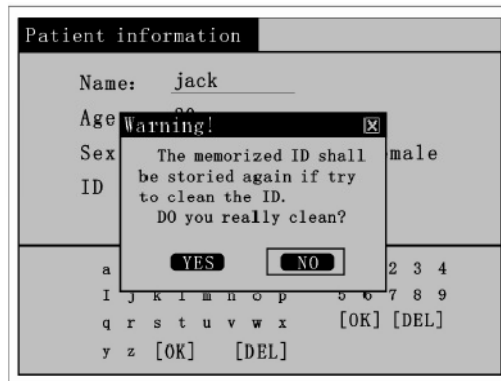 Patient information
Name: jack
Age
Warning!
Sex
male
The memorized ID shall
be storied again if try
to clean the ID.
ID
DO you really clean?
YES NO
a 2 3 4
I J K l m n o p 5 6 7 8 9
q r s t u v w x [OK] [DEL]
y z [OK] [DEL]